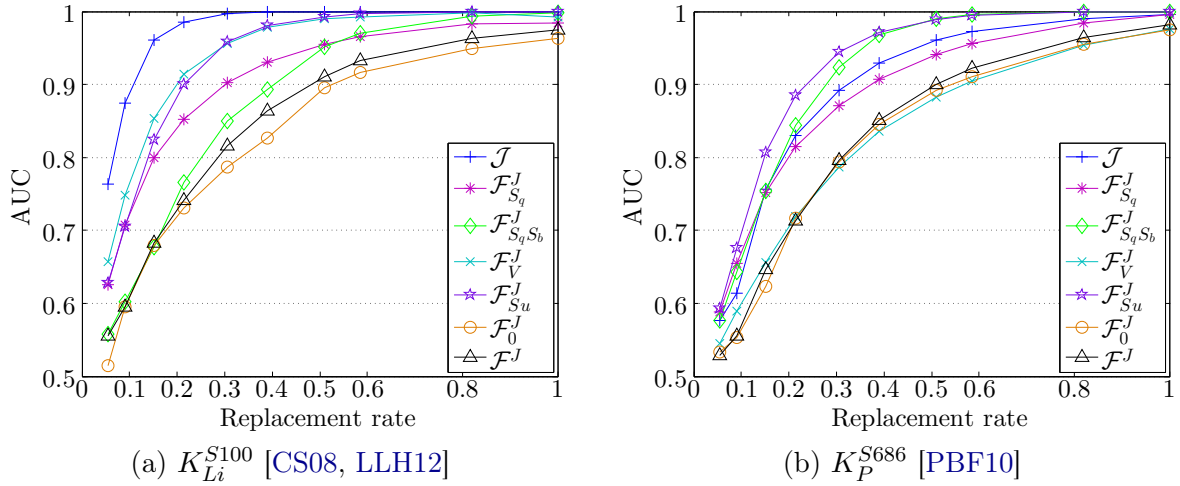 1
0.9
0.8
0.7
0.6
0.5
AUC
0 0.1 0.2 0.3 0.4 0.5 0.6 0.8 1
Replacement rate
𝒥
ℱ^J_{S_q}
ℱ^J_{S_qS_b}
ℱ^J_V
ℱ^J_{Su}
ℱ^J_0
ℱ^J
(a) K^{S100}_{Li} [CS08, LLH12]
1
0.9
0.8
0.7
0.6
0.5
AUC
0 0.1 0.2 0.3 0.4 0.5 0.6 0.8 1
Replacement rate
𝒥
ℱ^J_{S_q}
ℱ^J_{S_qS_b}
ℱ^J_V
ℱ^J_{Su}
ℱ^J_0
ℱ^J
(b) K^{S686}_P [PBF10]